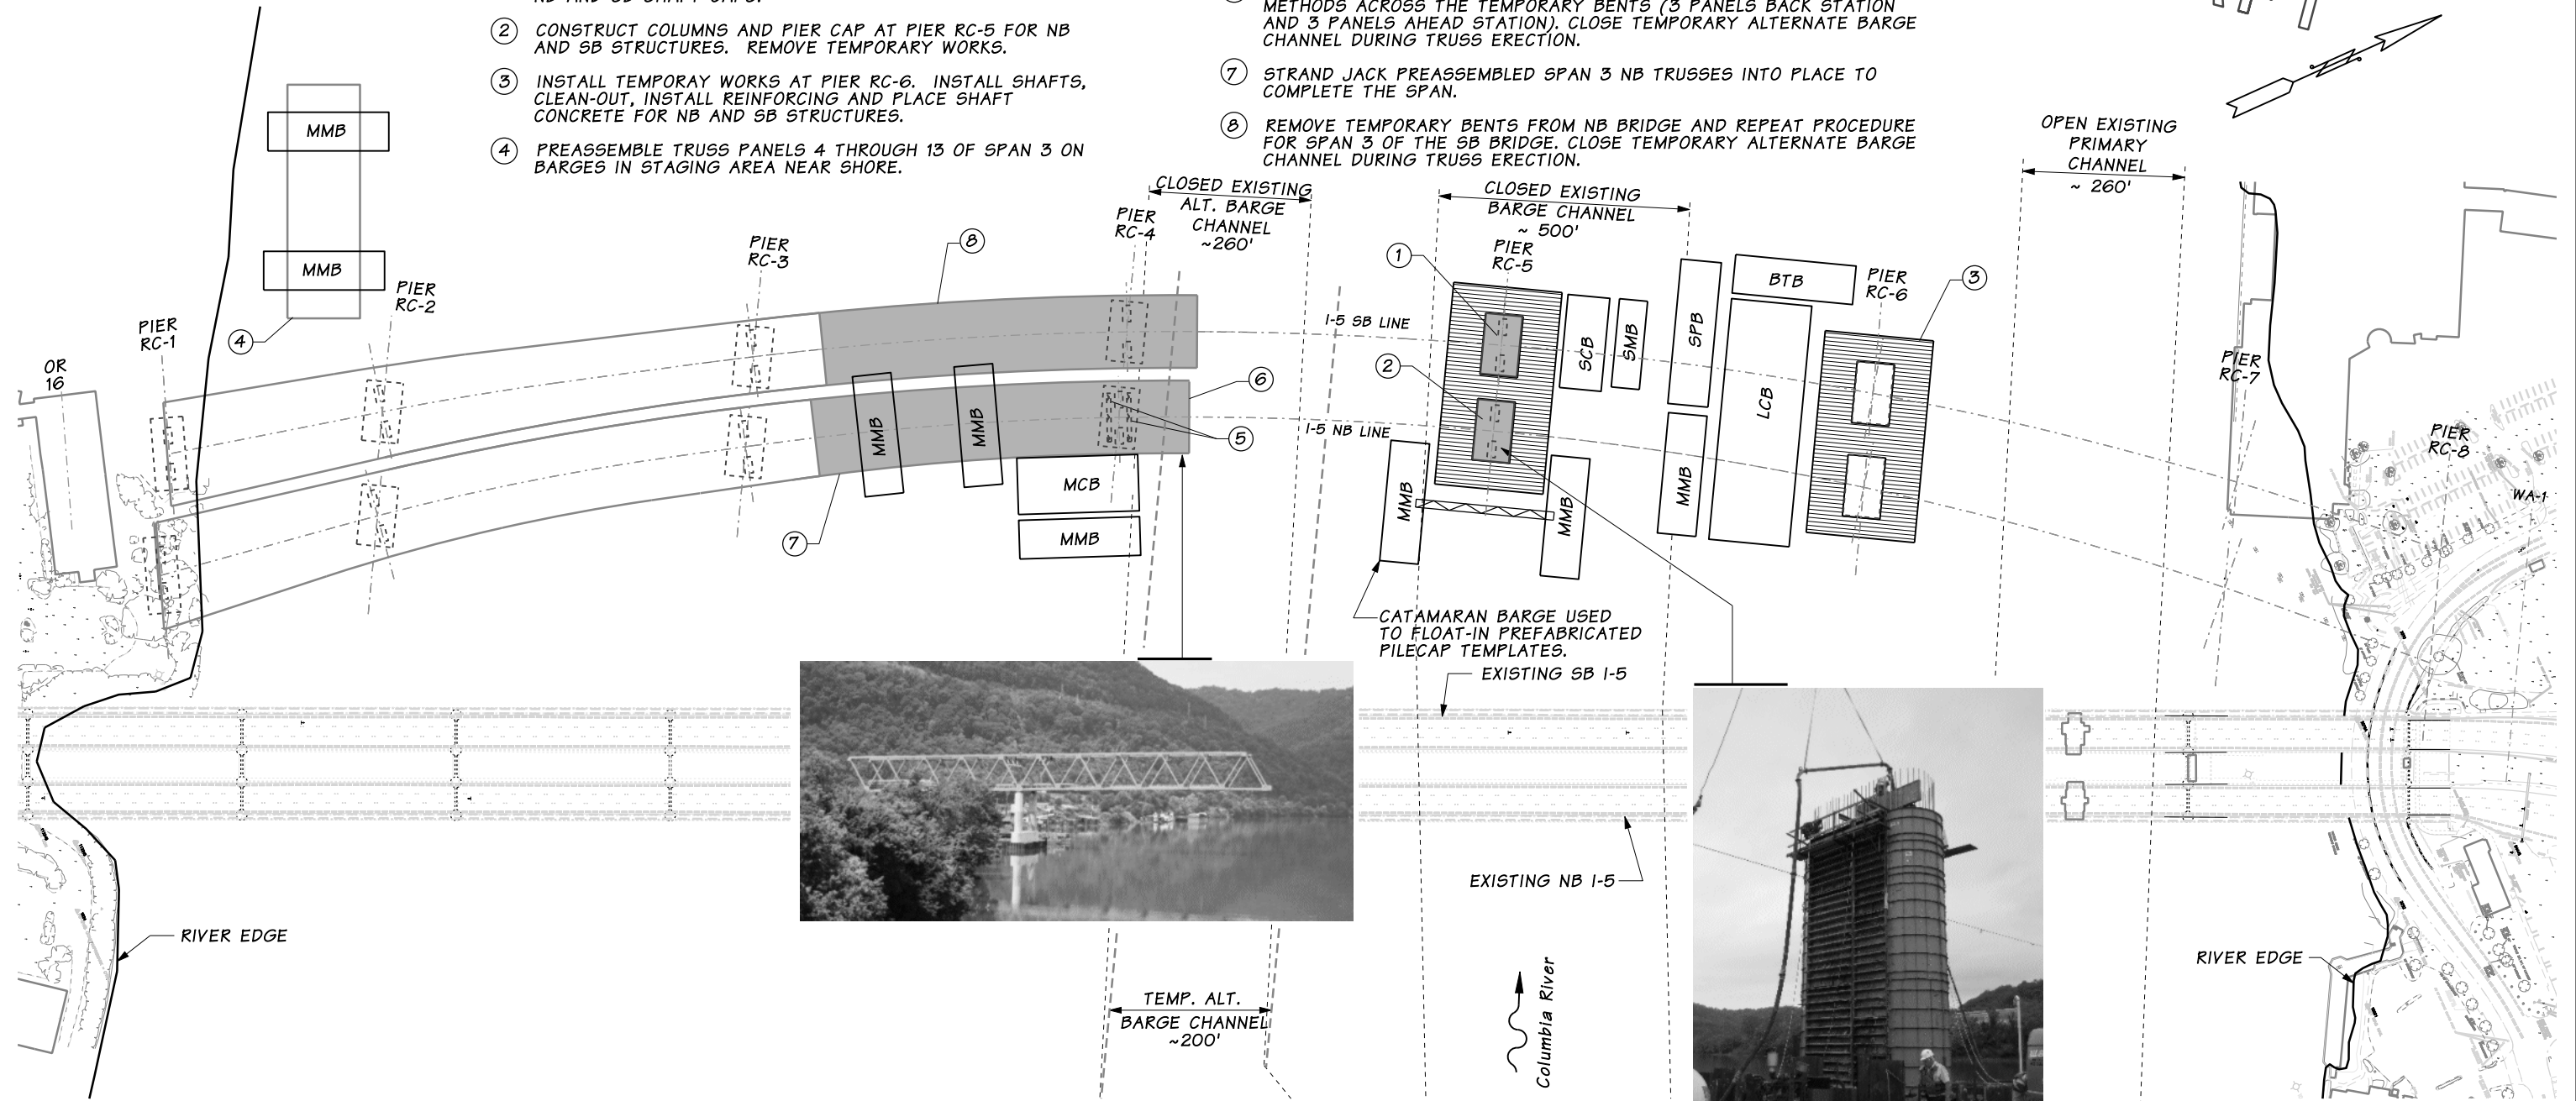 ② CONSTRUCT COLUMNS AND PIER CAP AT PIER RC-5 FOR NB
AND SB STRUCTURES. REMOVE TEMPORARY WORKS.
③ INSTALL TEMPORAY WORKS AT PIER RC-6. INSTALL SHAFTS,
CLEAN-OUT, INSTALL REINFORCING AND PLACE SHAFT
CONCRETE FOR NB AND SB STRUCTURES.
④ PREASSEMBLE TRUSS PANELS 4 THROUGH 13 OF SPAN 3 ON
BARGES IN STAGING AREA NEAR SHORE.
METHODS ACROSS THE TEMPORARY BENTS (3 PANELS BACK STATION
AND 3 PANELS AHEAD STATION). CLOSE TEMPORARY ALTERNATE BARGE
CHANNEL DURING TRUSS ERECTION.
⑦ STRAND JACK PREASSEMBLED SPAN 3 NB TRUSSES INTO PLACE TO
COMPLETE THE SPAN.
⑧ REMOVE TEMPORARY BENTS FROM NB BRIDGE AND REPEAT PROCEDURE
FOR SPAN 3 OF THE SB BRIDGE. CLOSE TEMPORARY ALTERNATE BARGE
CHANNEL DURING TRUSS ERECTION.
OPEN EXISTING
PRIMARY
CHANNEL
~ 260'
CLOSED EXISTING
ALT. BARGE
CHANNEL
~260'
CLOSED EXISTING
BARGE CHANNEL
~ 500'
MMB
MMB
④
OR
16
PIER
RC-1
PIER
RC-2
PIER
RC-3
PIER
RC-4
PIER
RC-5
PIER
RC-6
PIER
RC-7
PIER
RC-8
WA-1
⑧
⑥
⑤
⑦
①
②
③
I-5 SB LINE
I-5 NB LINE
MMB
MMB
MCB
MMB
SCB
SMB
SPB
BTB
LCB
MMB
MMB
MMB
CATAMARAN BARGE USED
TO FLOAT-IN PREFABRICATED
PILECAP TEMPLATES.
EXISTING SB I-5
EXISTING NB I-5
RIVER EDGE
RIVER EDGE
TEMP. ALT.
BARGE CHANNEL
~200'
Columbia River